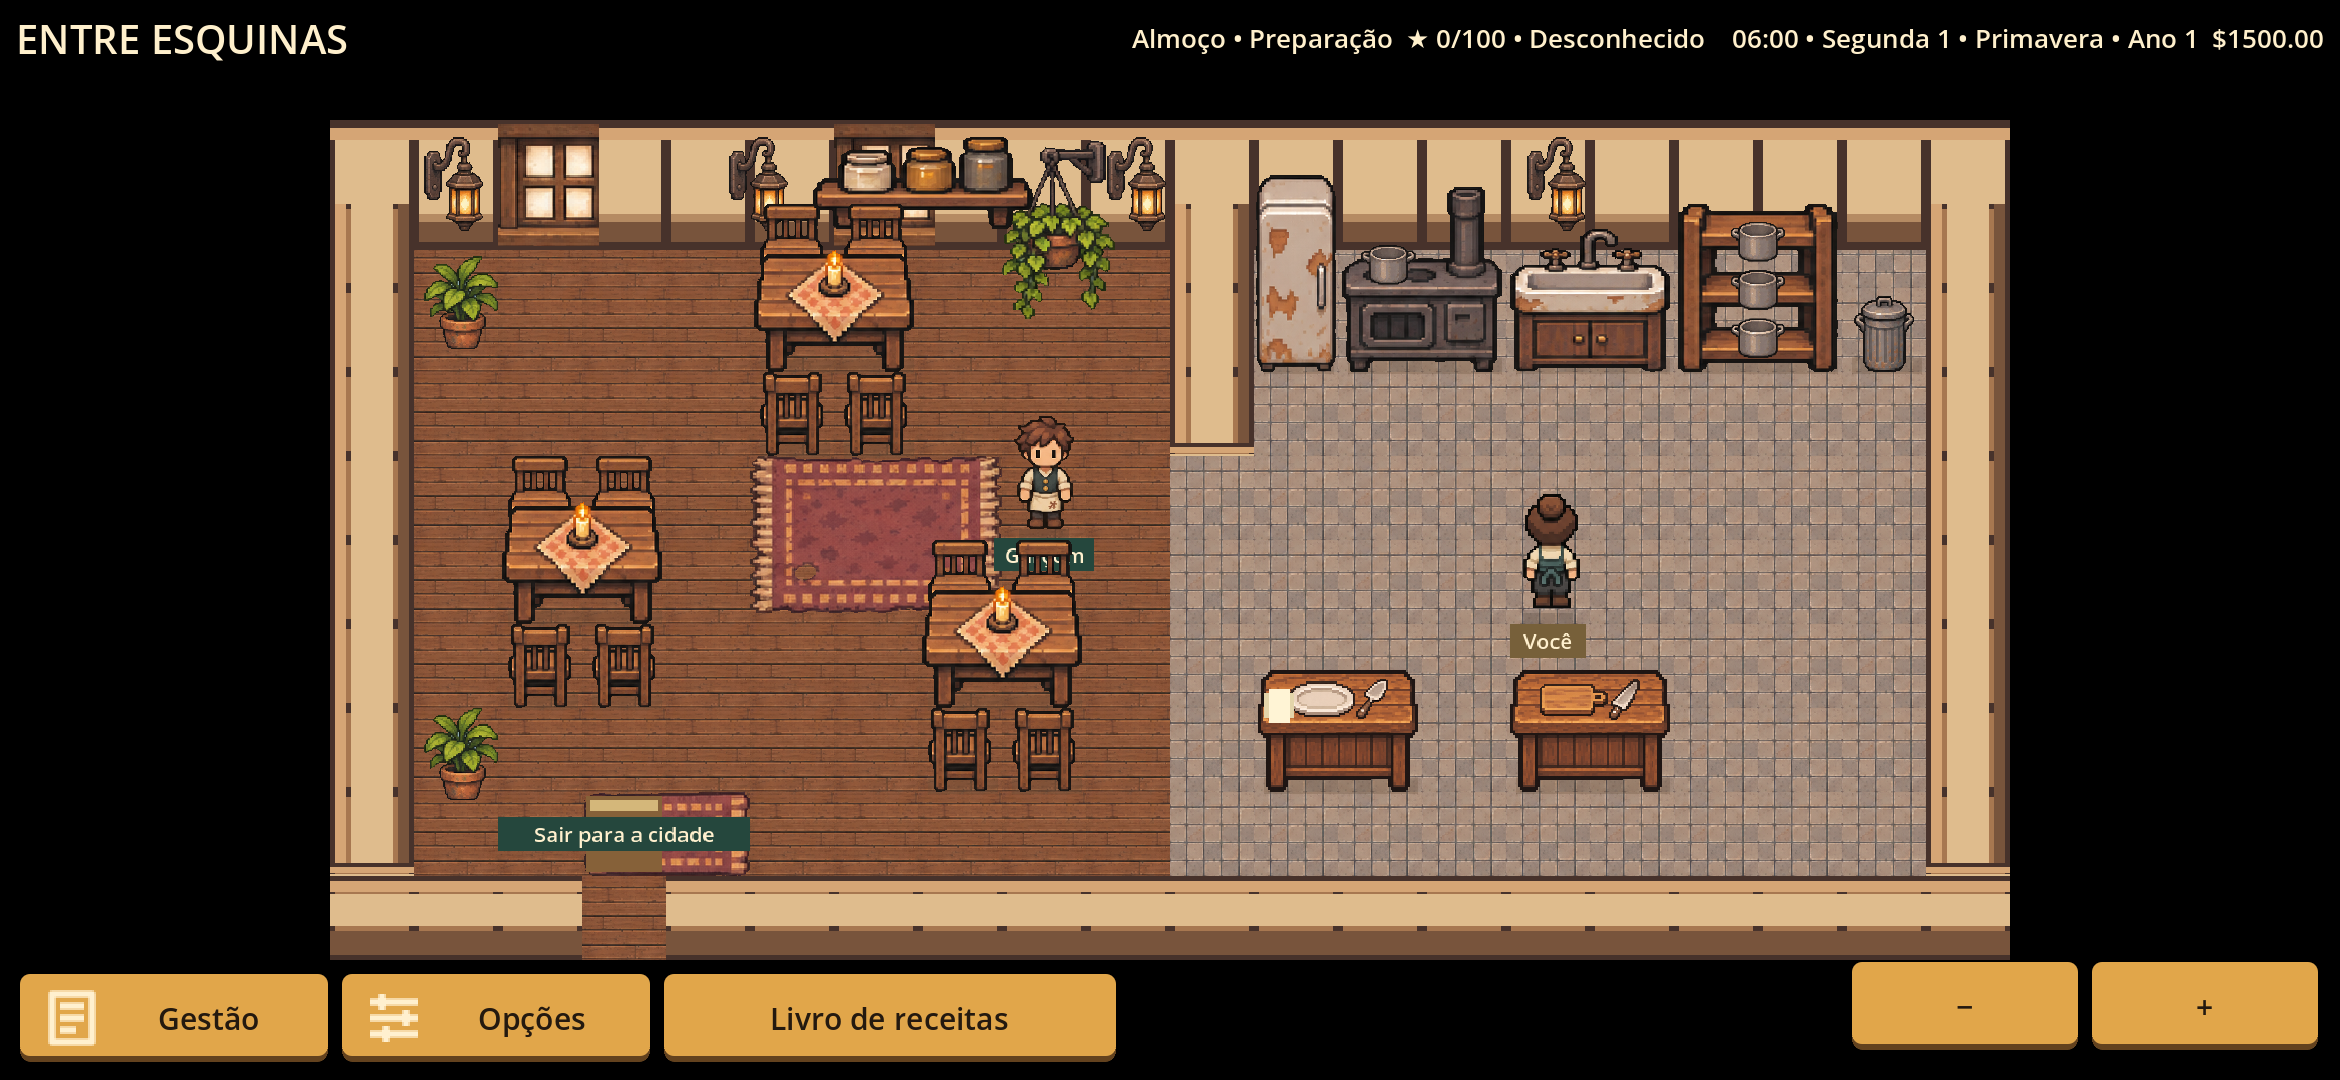 ENTRE ESQUINAS
Almoço • Preparação ★ 0/100 • Desconhecido 06:00 • Segunda 1 • Primavera • Ano 1 $1500.00
Você
Sair para a cidade
Gestão
Opções
Livro de receitas
−
+